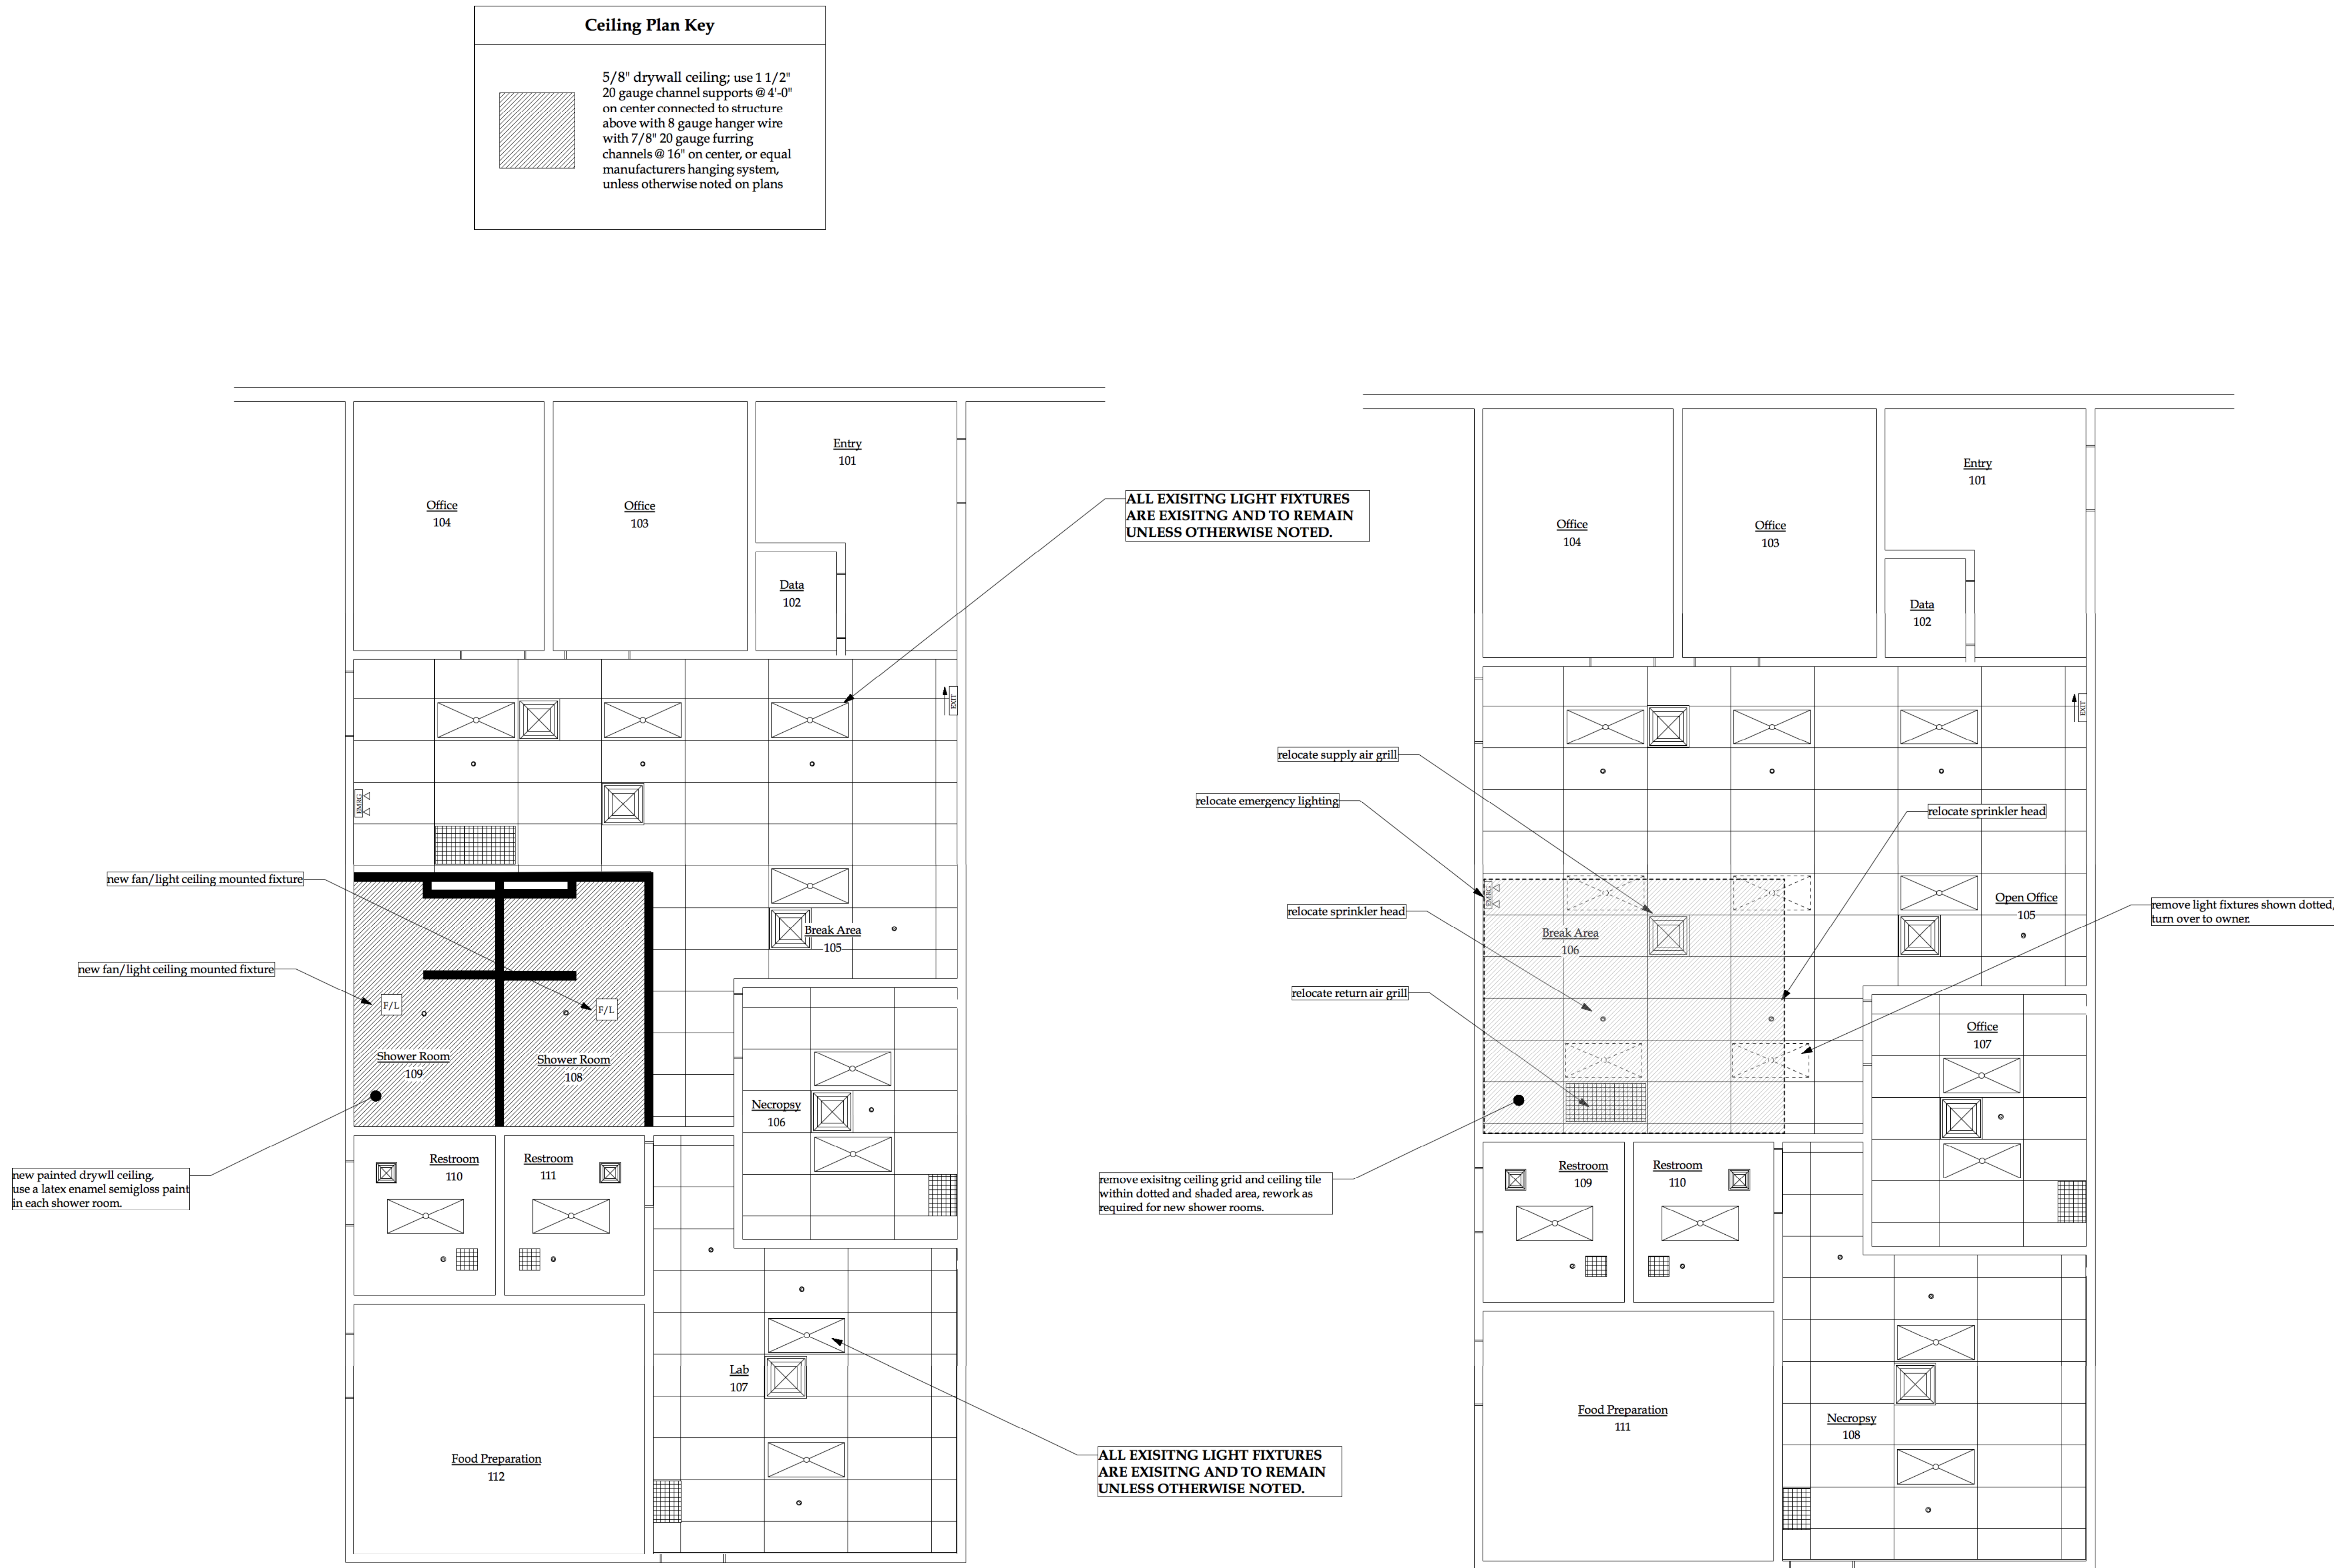 Ceiling Plan Key
5/8" drywall ceiling; use 1 1/2"
20 gauge channel supports @ 4'-0"
on center connected to structure
above with 8 gauge hanger wire
with 7/8" 20 gauge furring
channels @ 16" on center, or equal
manufacturers hanging system,
unless otherwise noted on plans
Entry
101
Office
104
Office
103
Data
102
ALL EXISITNG LIGHT FIXTURES
ARE EXISITNG AND TO REMAIN
UNLESS OTHERWISE NOTED.
EXIT
EMRG
new fan/light ceiling mounted fixture
new fan/light ceiling mounted fixture
Break Area
105
F/L
F/L
Shower Room
109
Shower Room
108
Necropsy
106
new painted drywll ceiling,
use a latex enamel semigloss paint
in each shower room.
Restroom
110
Restroom
111
Lab
107
Food Preparation
112
ALL EXISITNG LIGHT FIXTURES
ARE EXISITNG AND TO REMAIN
UNLESS OTHERWISE NOTED.
Entry
101
Office
104
Office
103
Data
102
EXIT
relocate supply air grill
relocate emergency lighting
relocate sprinkler head
EMRG
Open Office
105
remove light fixtures shown dotted,
turn over to owner.
relocate sprinkler head
Break Area
106
relocate return air grill
Office
107
remove exisitng ceiling grid and ceiling tile
within dotted and shaded area, rework as
required for new shower rooms.
Restroom
109
Restroom
110
Food Preparation
111
Necropsy
108